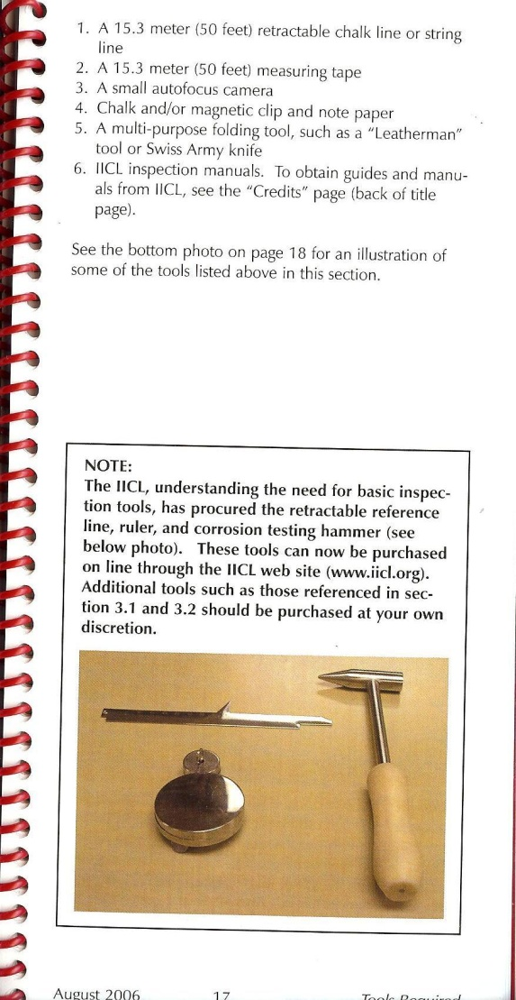 1. A 15.3 meter (50 feet) retractable chalk line or string
line
2. A 15.3 meter (50 feet) measuring tape
3. A small autofocus camera
4. Chalk and/or magnetic clip and note paper
5. A multi-purpose folding tool, such as a “Leatherman”
tool or Swiss Army knife
6. IICL inspection manuals. To obtain guides and manu-
als from IICL, see the “Credits” page (back of title
page).
See the bottom photo on page 18 for an illustration of
some of the tools listed above in this section.
NOTE:
The IICL, understanding the need for basic inspec-
tion tools, has procured the retractable reference
line, ruler, and corrosion testing hammer (see
below photo). These tools can now be purchased
on line through the IICL web site (www.iicl.org).
Additional tools such as those referenced in sec-
tion 3.1 and 3.2 should be purchased at your own
discretion.
August 2006 17 Tools Required